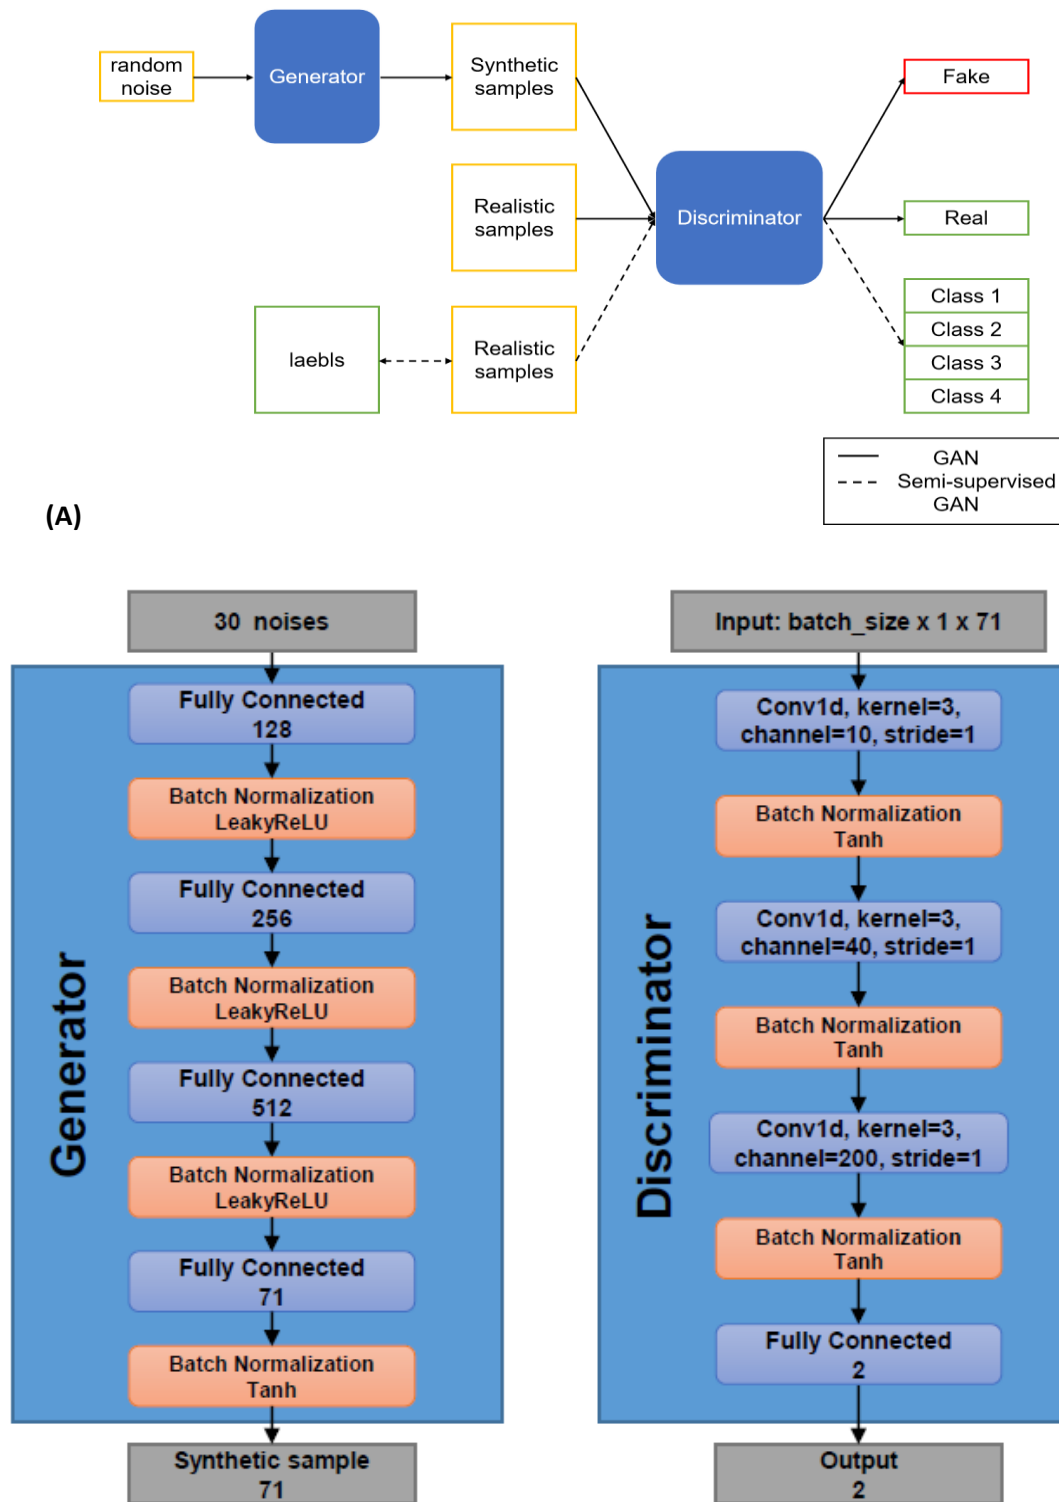 random
noise
Generator
Synthetic
samples
Fake
Realistic
samples
Discriminator
Real
laebls
Realistic
samples
Class 1
Class 2
Class 3
Class 4
GAN
Semi-supervised
GAN
(A)
30 noises
Generator
Fully Connected
128
Batch Normalization
LeakyReLU
Fully Connected
256
Batch Normalization
LeakyReLU
Fully Connected
512
Batch Normalization
LeakyReLU
Fully Connected
71
Batch Normalization
Tanh
Synthetic sample
71
Input: batch_size x 1 x 71
Discriminator
Conv1d, kernel=3,
channel=10, stride=1
Batch Normalization
Tanh
Conv1d, kernel=3,
channel=40, stride=1
Batch Normalization
Tanh
Conv1d, kernel=3,
channel=200, stride=1
Batch Normalization
Tanh
Fully Connected
2
Output
2